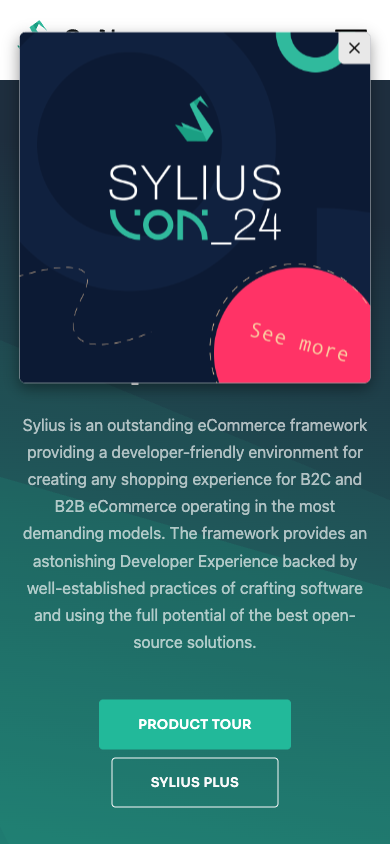 SYLIUS
CON_24
See more
Sylius is an outstanding eCommerce framework
providing a developer-friendly environment for
creating any shopping experience for B2C and
B2B eCommerce operating in the most
demanding models. The framework provides an
astonishing Developer Experience backed by
well-established practices of crafting software
and using the full potential of the best open-
source solutions.
PRODUCT TOUR
SYLIUS PLUS